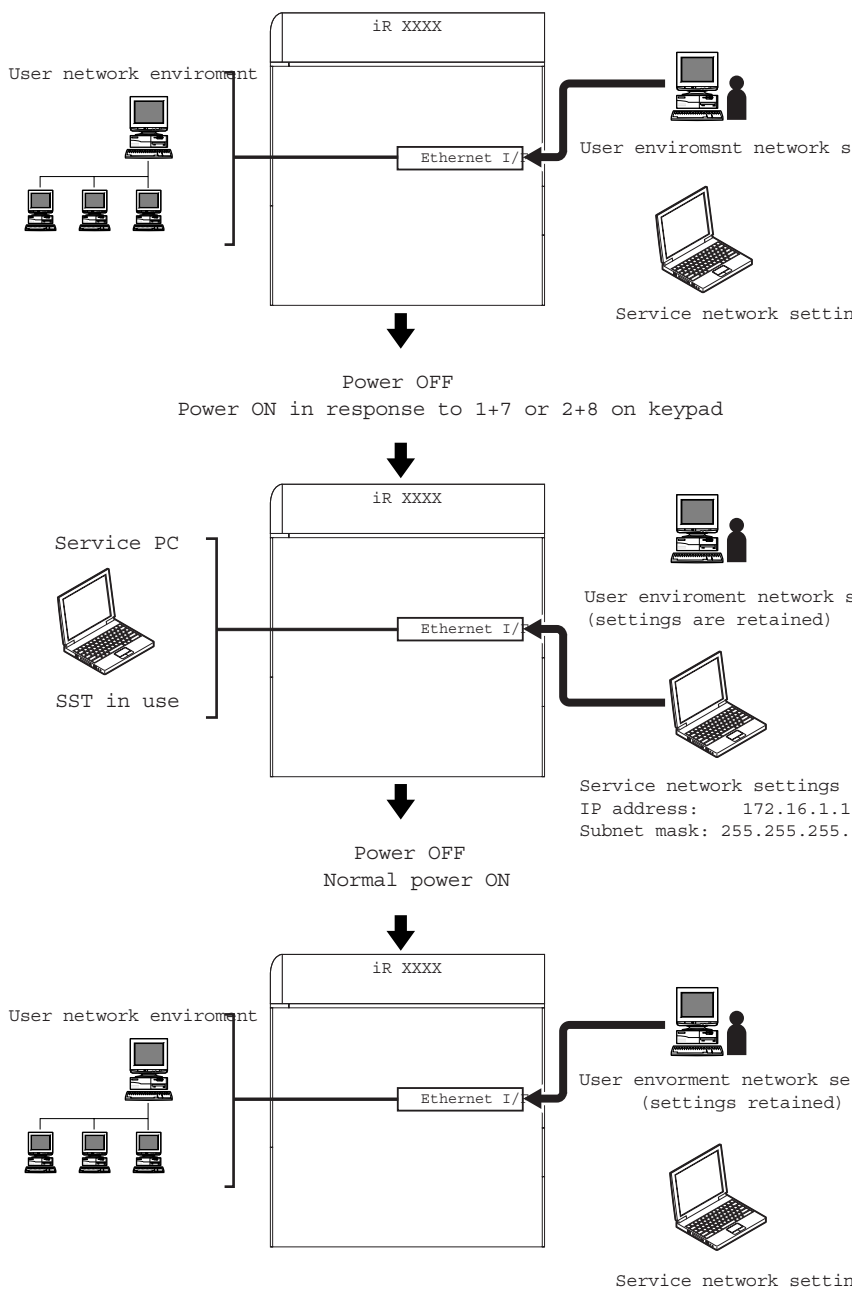 iR XXXX
User network enviroment
Ethernet I/F
User enviromsnt network s
Service network settin
Power OFF
Power ON in response to 1+7 or 2+8 on keypad
iR XXXX
Service PC
User enviroment network s
(settings are retained)
Ethernet I/
SST in use
Service network settings
IP address: 172.16.1.1
Subnet mask: 255.255.255.
Power OFF
Normal power ON
iR XXXX
User network enviroment
User envorment network se
(settings retained)
Ethernet I/
Service network settin